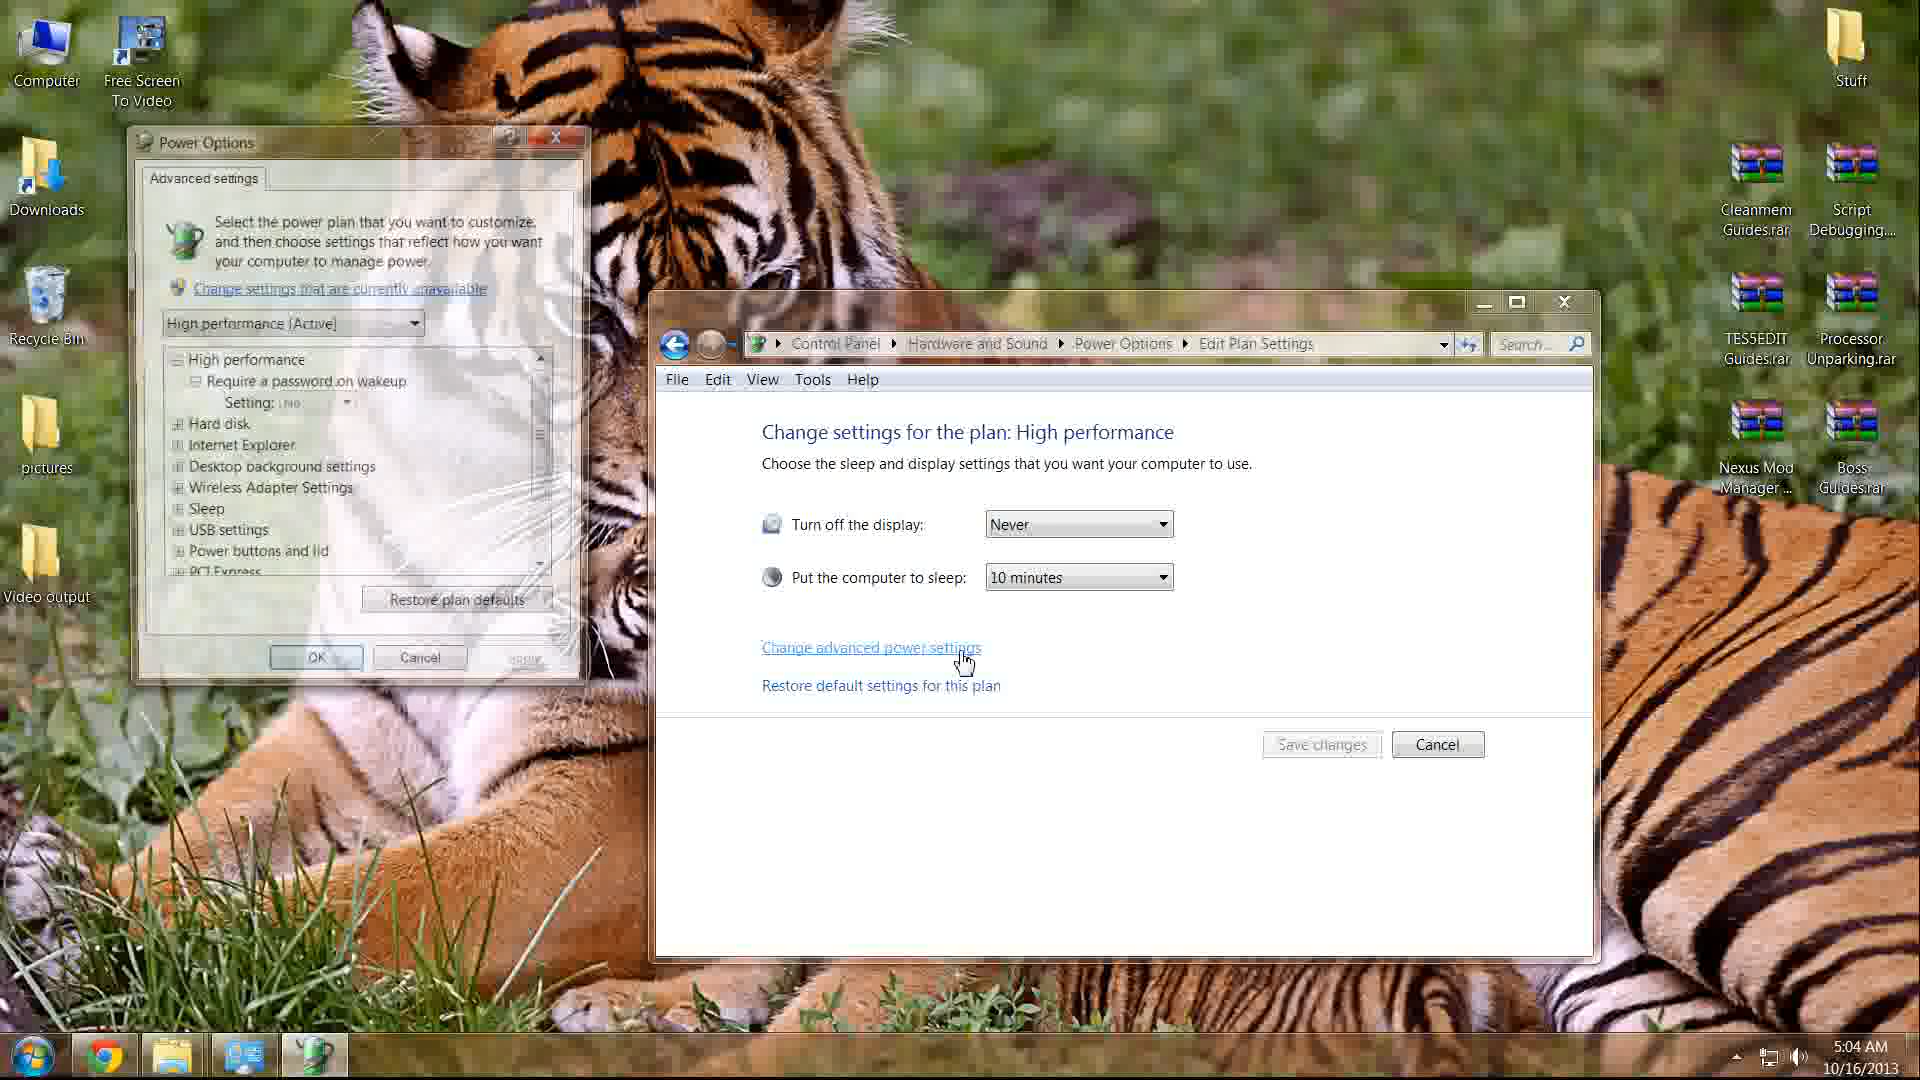 Computer
Free Screen
To Video
Downloads
Recycle Bin
pictures
Video output
Stuff
Cleanmem
Guides.rar
Script
Debugging....
TES5EDIT
Guides.rar
Processor
Unparking.rar
Nexus Mod
Manager ...
Boss
Guides.rar
Power Options
Advanced settings
Select the power plan that you want to customize,
and then choose settings that reflect how you want
your computer to manage power.
Change settings that are currently unavailable
High performance [Active]
High performance
Require a password on wakeup
Setting: No
Hard disk
Internet Explorer
Desktop background settings
Wireless Adapter Settings
Sleep
USB settings
Power buttons and lid
PCI Express
Restore plan defaults
OK
Cancel
Apply
Control Panel
Hardware and Sound
Power Options
Edit Plan Settings
Search...
File
Edit
View
Tools
Help
Change settings for the plan: High performance
Choose the sleep and display settings that you want your computer to use.
Turn off the display:
Never
Put the computer to sleep:
10 minutes
Change advanced power settings
Restore default settings for this plan
Save changes
Cancel
5:04 AM
10/16/2013